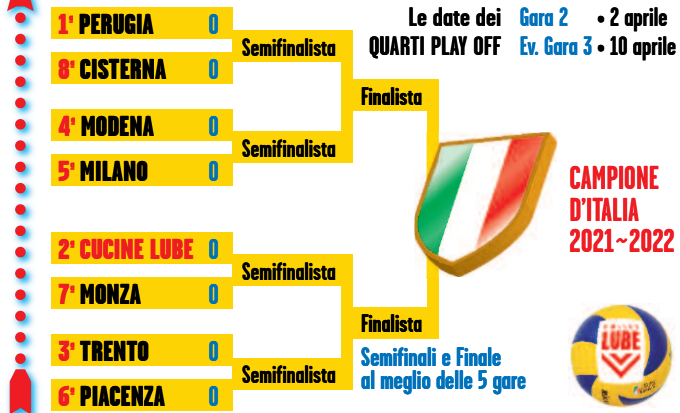 1ª PERUGIA 0
8ª CISTERNA 0
Semifinalista
4ª MODENA 0
5ª MILANO 0
Semifinalista
Finalista
2ª CUCINE LUBE 0
7ª MONZA 0
Semifinalista
3ª TRENTO 0
6ª PIACENZA 0
Semifinalista
Finalista
Le date dei Gara 2 • 2 aprile
QUARTI PLAY OFF Ev. Gara 3 • 10 aprile
CAMPIONE
D'ITALIA
2021~2022
Semifinali e Finale
al meglio delle 5 gare
VOLLEY
LUBE